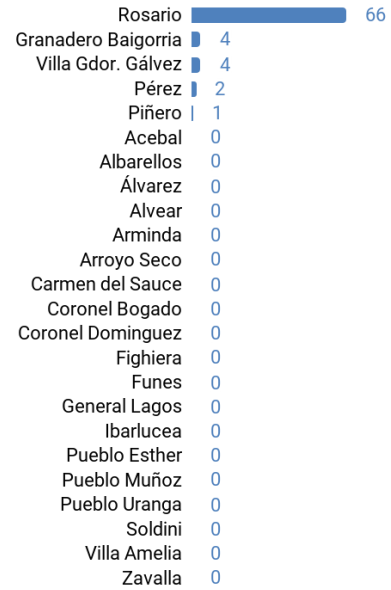 Rosario 66
Granadero Baigorria 4
Villa Gdor. Gálvez 4
Pérez 2
Piñero 1
Acebal 0
Albarellos 0
Álvarez 0
Alvear 0
Arminda 0
Arroyo Seco 0
Carmen del Sauce 0
Coronel Bogado 0
Coronel Dominguez 0
Fighiera 0
Funes 0
General Lagos 0
Ibarlucea 0
Pueblo Esther 0
Pueblo Muñoz 0
Pueblo Uranga 0
Soldini 0
Villa Amelia 0
Zavalla 0